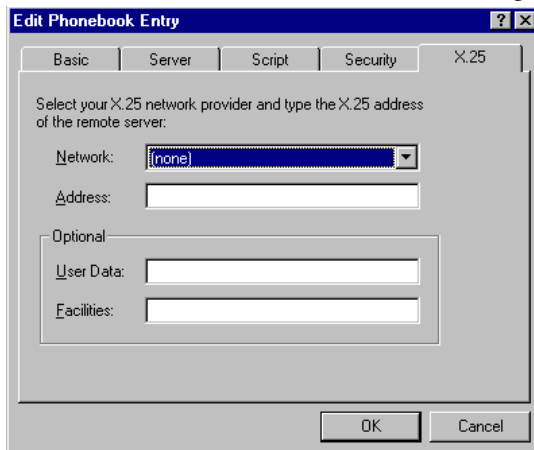 Edit Phonebook Entry
Basic Server Script Security X.25
Select your X.25 network provider and type the X.25 address
of the remote server:
Network: (none)
Address:
Optional
User Data:
Facilities:
OK Cancel